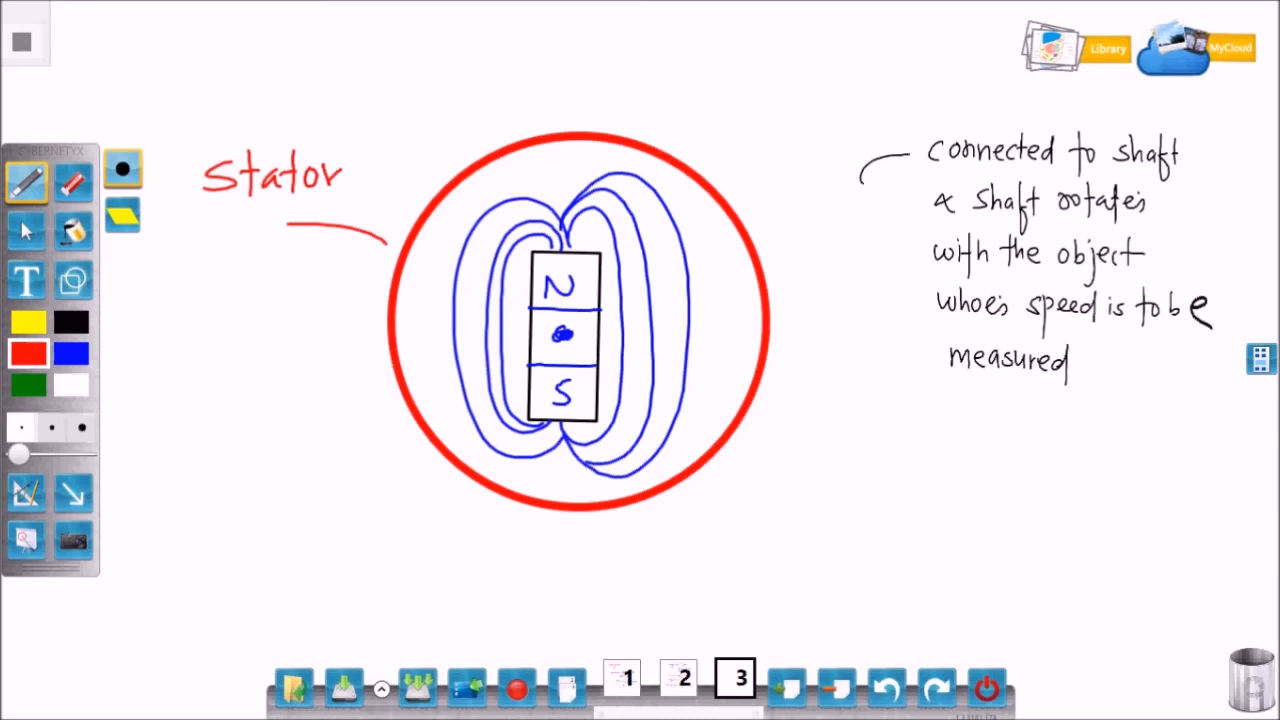 Library
MyCloud
CYBERNETYX
stator
connected to shaft
& shaft rotates
with the object
whoes speed is to be
measured
N
S
T
1
2
3